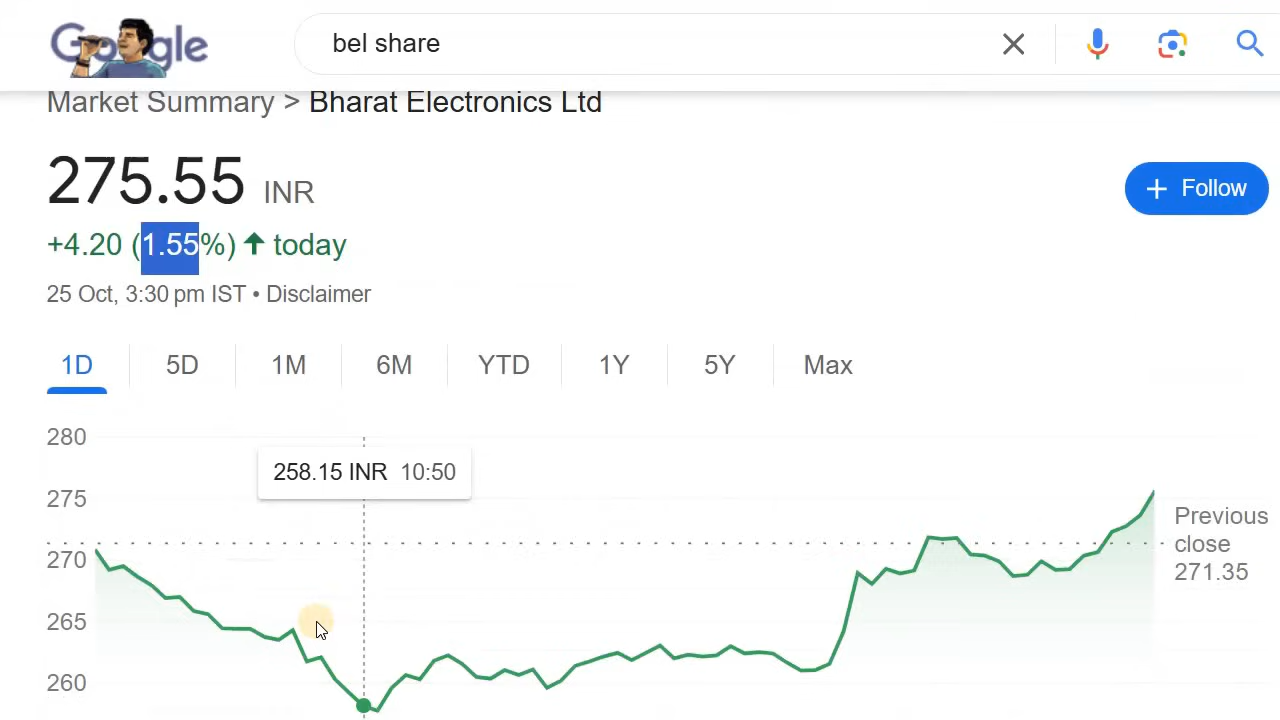 Google
bel share
Market Summary > Bharat Electronics Ltd
275.55 INR
+ Follow
+4.20 (1.55%) ↑ today
25 Oct, 3:30 pm IST • Disclaimer
1D 5D 1M 6M YTD 1Y 5Y Max
280
258.15 INR 10:50
275
Previous
close
271.35
270
265
260